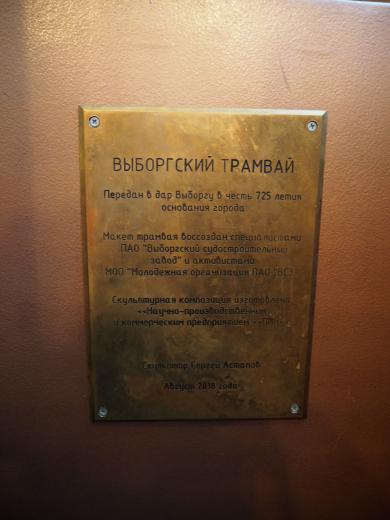 ВЫБОРГСКИЙ ТРАМВАЙ
Передан в дар Выборгу в честь 725 летия
основания города
Макет трамвая воссоздан специалистами
ПАО "Выборгский судостроительный
завод" и активистами
МОО "Молодежная организация ПАО "ВСЗ"
Скульптурная композиция изготовлена
<<Научно-производственным
и коммерческим предприятием
Скульптор Сергей Астапов
Август 2018 года